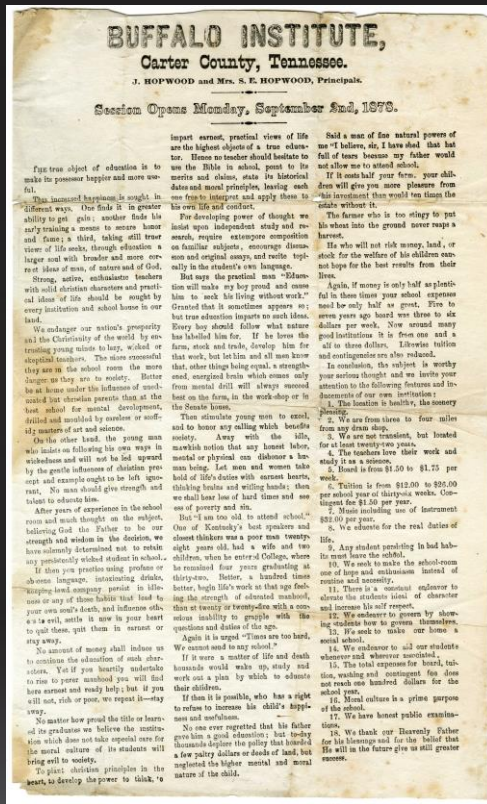 BUFFALO INSTITUTE,
Carter County, Tennessee.
J. HOPWOOD and Mrs. S. E. HOPWOOD, Principals.
Session Opens Monday, September 2nd, 1878.
THE true object of education is to
make its possessor happier and more use-
ful.
This increased happiness is sought in
different ways. One finds it in greater
ability to get gain; another finds his
early training a means to secure honor
and fame; a third, taking still truer
views of life seeks, through education a
larger soul with broader and more cor-
rect ideas of man, of nature and of God.
Strong, active, enthusiastic teachers
with solid christian characters and practi-
cal ideas of life should be sought by
every institution and school house in our
land.
We endanger our nation's prosperity
and the Christianity of the world by en-
trusting young minds to lazy, wicked or
skeptical teachers. The more successful
they are in the school room the more
danger us they are to society. Better
be at home under the influence of uned-
ucated but christian parents than at the
best school for mental development,
drilled and moulded by careless or scoff-
ing masters of art and science.
On the other hand, the young man
who insists on following his own ways in
wickedness and will not be led upward
by the gentle influences of christian pre-
cept and example ought to be left igno-
rant. No man should give strength and
talent to educate him.
After years of experience in the school
room and much thought on the subject,
believing God the Father to be our
strength and wisdom in the decision, we
have solemnly determined not to retain
any persistently wicked student in school.
If then you practice using profane or
obscene language, intoxicating drinks,
keeping lewd company persist in idle-
ness or any of those habits that lead to
your own soul's death, and influence oth-
ers to evil, settle it now in your heart
to quit these, quit them in earnest or
stay away.
No amount of money shall induce us
to continue the education of such char-
acters. Yet if you heartily undertake
to rise to purer manhood you will find
here earnest and ready help; but if you
will not, rich or poor, we repeat it—stay
away.
No matter how proud the title or learn-
ed its graduates we believe the institu-
tion which does not take especial care for
the moral culture of its students will
bring evil to society.
To plant christian principles in the
heart, to develop the power to think, to
impart earnest, practical views of life
are the highest objects of a true educa-
tor. Hence no teacher should hesitate to
use the Bible in school, point to its
merits and claims, state its historical
dates and moral principles, leaving each
one free to interpret and apply these to
his own life and conduct.
For developing power of thought we
insist upon independent study and re-
search, require extempore composition
on familiar subjects, encourage discus-
sion and original essays, and recite topi-
cally in the student's own language.
But says the practical man "Educa-
tion will make my boy proud and cause
him to seek his living without work."
Granted that it sometimes appears so;
but true education imparts no such ideas.
Every boy should follow what nature
has labelled him for. If he loves the
farm, stock and trade, develop him for
that work, but let him and all men know
that, other things being equal, a strength-
ened, energized brain which comes only
from mental drill will always succeed
best on the farm, in the work-shop or in
the Senate house.
Then stimulate young men to excel,
and to honor any calling which benefits
society. Away with the idle,
mawkish notion that any honest labor,
mental or physical can dishonor a hu-
man being. Let men and women take
hold of life's duties with earnest hearts,
thinking brains and willing hands; then
we shall hear less of hard times and see
less of poverty and sin.
But "I am too old to attend school."
One of Kentucky's best speakers and
closest thinkers was a poor man twenty-
eight years old, had a wife and two
children, when he entered College, where
he remained four years graduating at
thirty-two. Better, a hundred times
better, begin life's work at that age feel-
ing the strength of educated manhood,
than at twenty or twenty-five with a con-
scious inability to grapple with the
questions and duties of the age.
Again it is urged "Times are too hard,
We cannot send to any school."
If it were a matter of life and death
thousands would wake up, study and
work out a plan by which to educate
their children.
If then it is possible, who has a right
to refuse to increase his child's happi-
ness and usefulness.
No one ever regretted that his father
gave him a good education; but to-day
thousands deplore the policy that hoarded
a few paltry dollars or deeds of land, but
neglected the higher mental and moral
nature of the child.
Said a man of fine natural powers of
me "I believe, sir, I have shed that hat
full of tears because my father would
not allow me to attend school.
If it costs half your farm, your chil-
dren will give you more pleasure from
this investment than would ten times the
estate without it.
The farmer who is too stingy to put
his wheat into the ground never reaps a
harvest.
He who will not risk money, land, or
stock for the welfare of his children can-
not hope for the best results from their
lives.
Again, if money is only half as plenti-
ful in these times your school expenses
need be only half as great. Five to
seven years ago board was three to six
dollars per week. Now around many
good institutions it is from one and a
half to three dollars. Likewise tuition
and contingencies are also reduced.
In conclusion, the subject is worthy
your serious thought and we invite your
attention to the following features and in-
ducements of our own institution:
1. The location is healthy, the scenery
pleasing.
2. We are from three to four miles
from any dram shop.
3. We are not transient, but located
for at least twenty-two years.
4. The teachers love their work and
study it as a science.
5. Board is from $1.50 to $1.75 per
week.
6. Tuition is from $12.00 to $26.00
per school year of thirty-six weeks. Con-
tingent fee $1.50 per year.
7. Music including use of instrument
$32.00 per year.
8. We educate for the real duties of
life.
9. Any student persisting in bad hab-
its must leave the school.
10. We seek to make the school-room
one of hope and enthusiasm instead of
routine and necessity.
11. There is a constant endeavor to
elevate the students ideal of character
and increase his self respect.
12. We endeavor to govern by show-
ing students how to govern themselves.
13. We seek to make our home a
social school.
14. We endeavor to aid our students
whenever and wherever associated.
15. The total expenses for board, tui-
tion, washing and contingent fee does
not reach one hundred dollars for the
school year.
16. Moral culture is a prime purpose
of the school.
17. We have honest public examina-
tions.
18. We thank our Heavenly Father
for his blessings and for the belief that
He will in the future give us still greater
success.